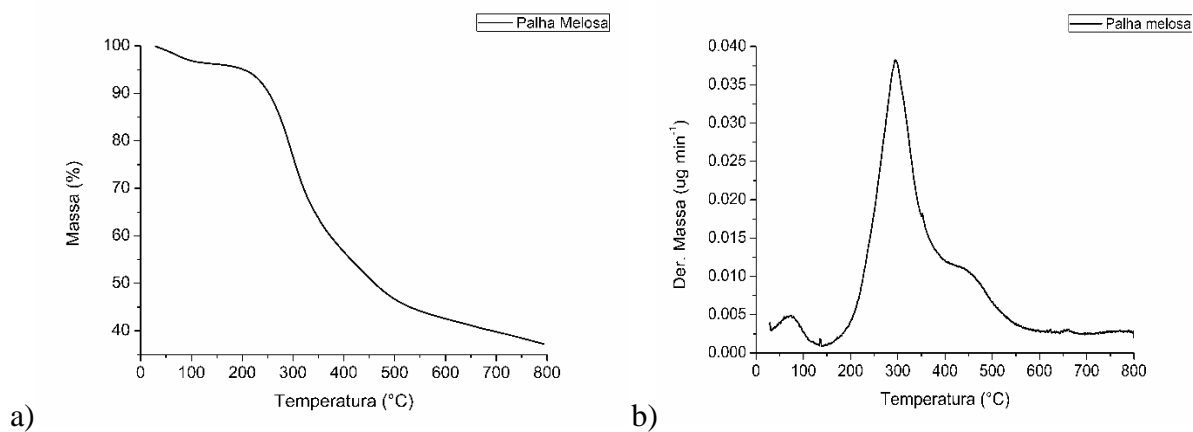 Palha Melosa
100
90
80
70
60
50
40
Massa (%)
0 100 200 300 400 500 600 700 800
Temperatura (°C)
a)
Palha melosa
0.040
0.035
0.030
0.025
0.020
0.015
0.010
0.005
0.000
Der. Massa (ug min⁻¹)
0 100 200 300 400 500 600 700 800
Temperatura (°C)
b)